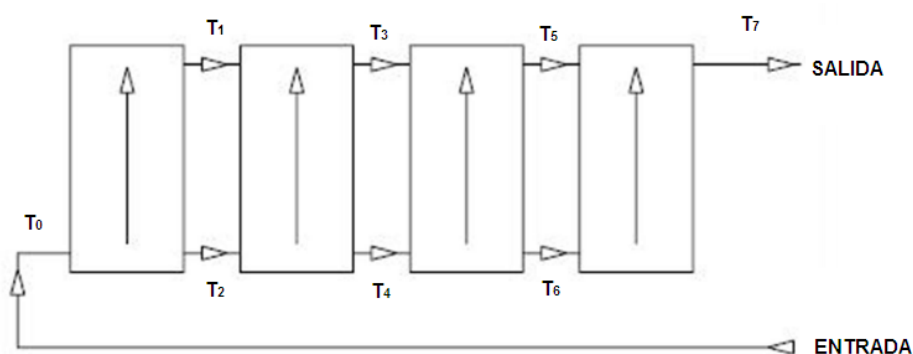 T₁
T₃
T₅
T₇
SALIDA
T₀
T₂
T₄
T₆
ENTRADA